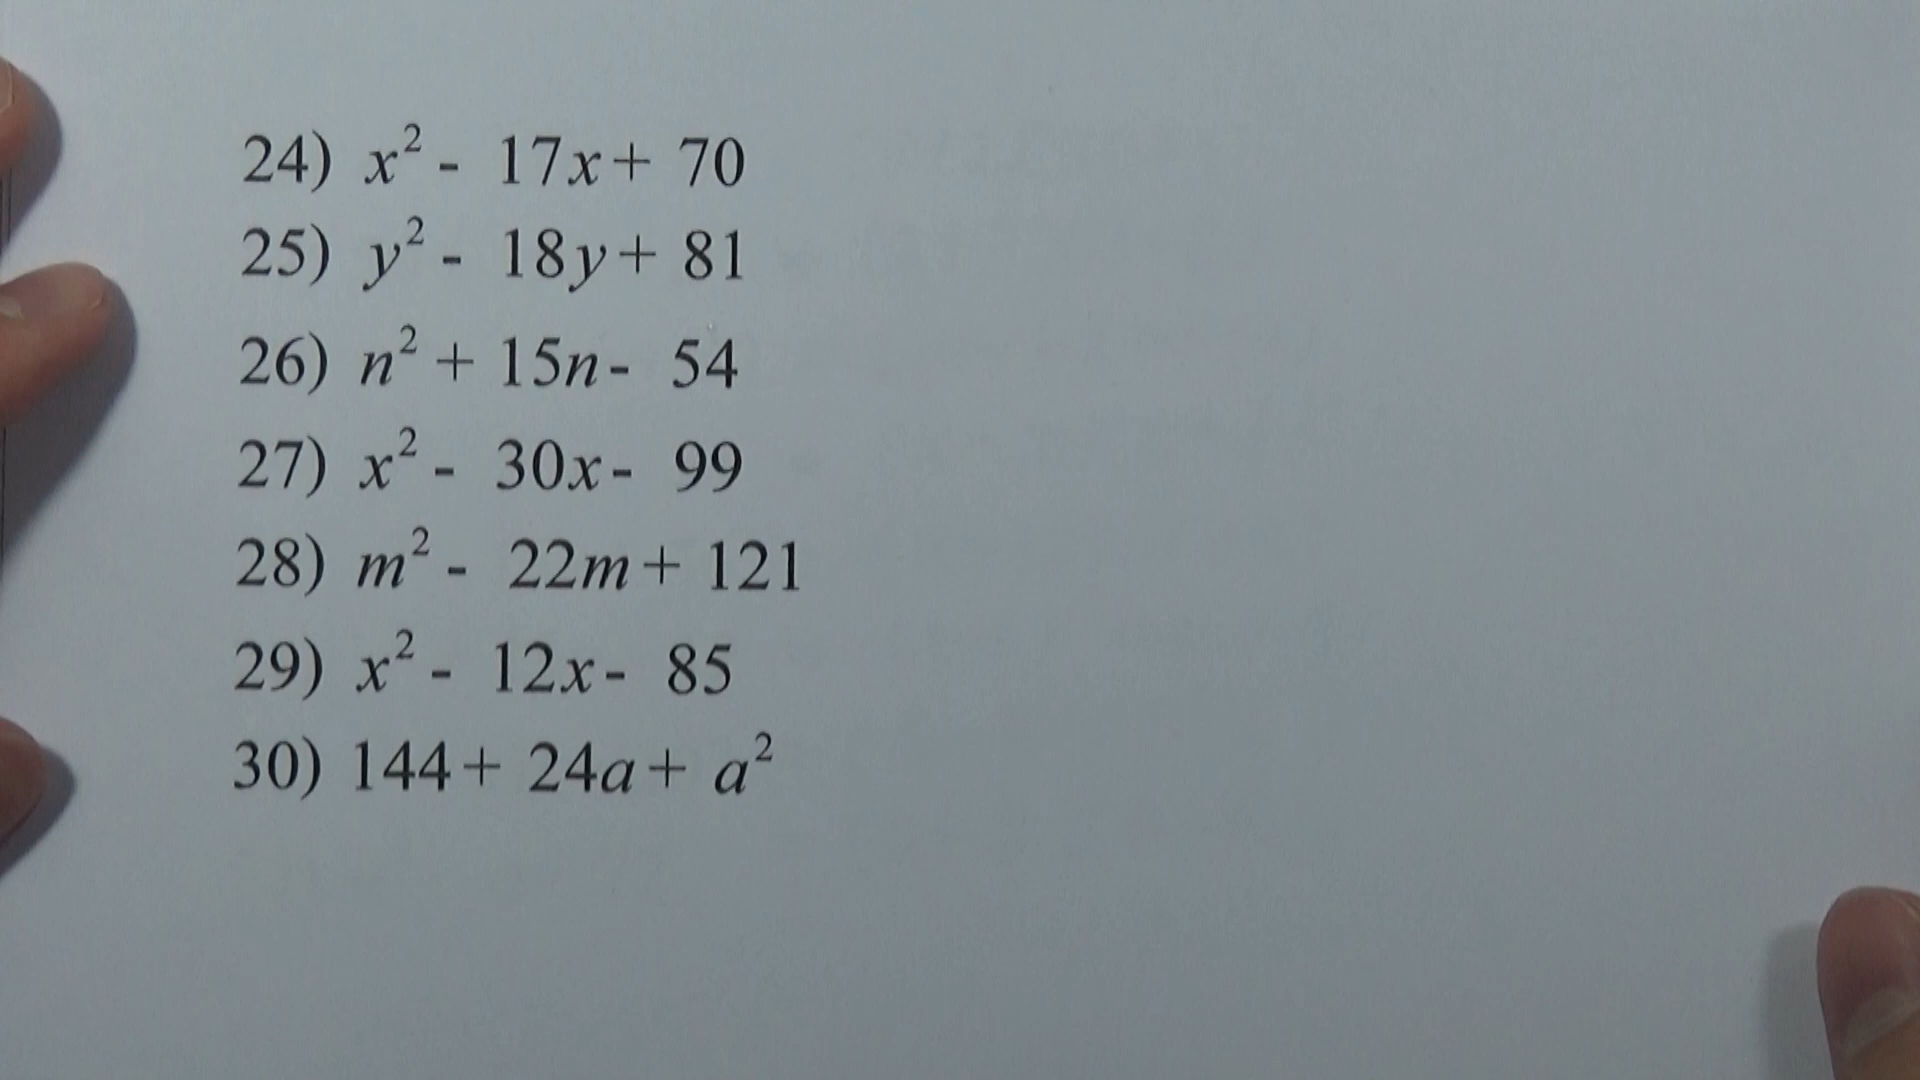 24) x² - 17x + 70
25) y² - 18y + 81
26) n² + 15n - 54
27) x² - 30x - 99
28) m² - 22m + 121
29) x² - 12x - 85
30) 144 + 24a + a²